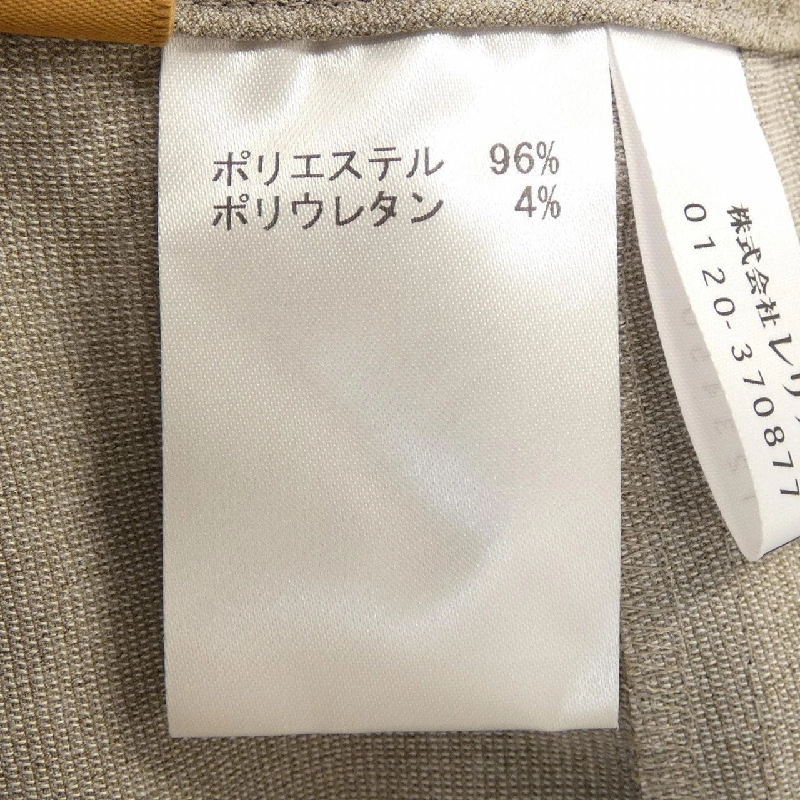 ポリエステル 96%
ポリウレタン 4%
株式会社レリ
0120-370877